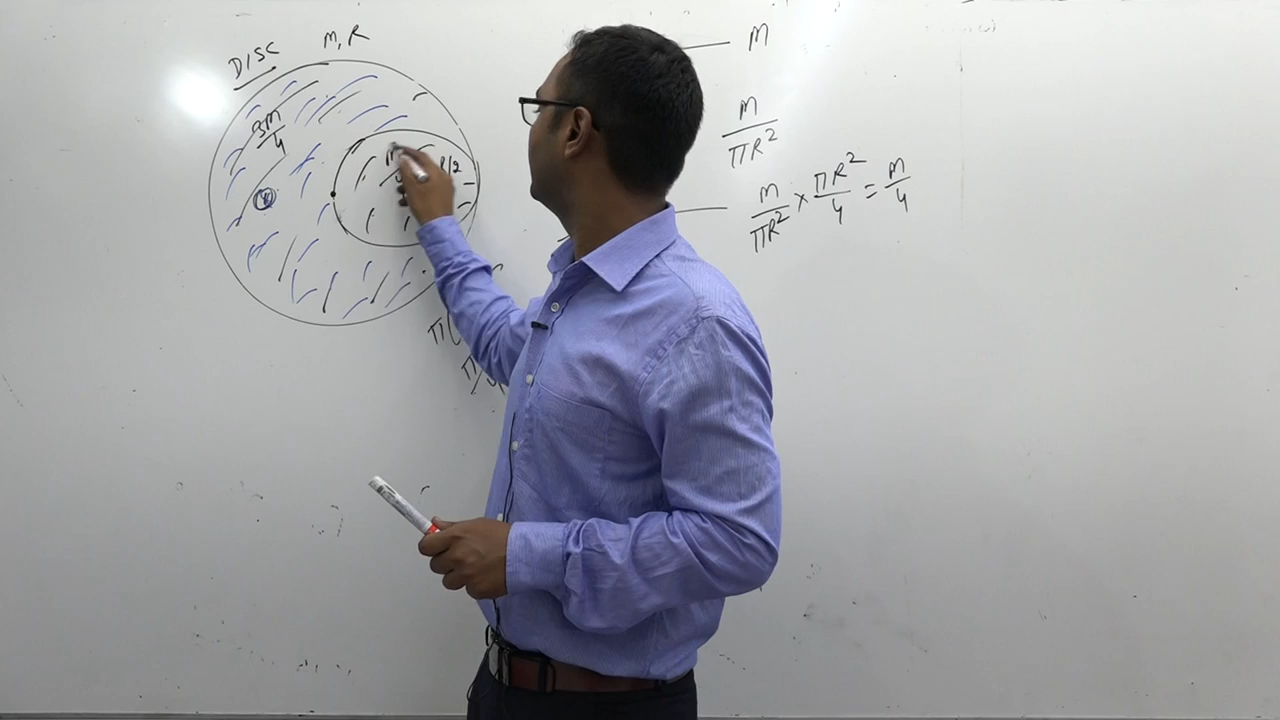 DISC
M, R
3M/4
R/2
π(
π/
M
M/πR²
M/πR² × πR²/4 = M/4